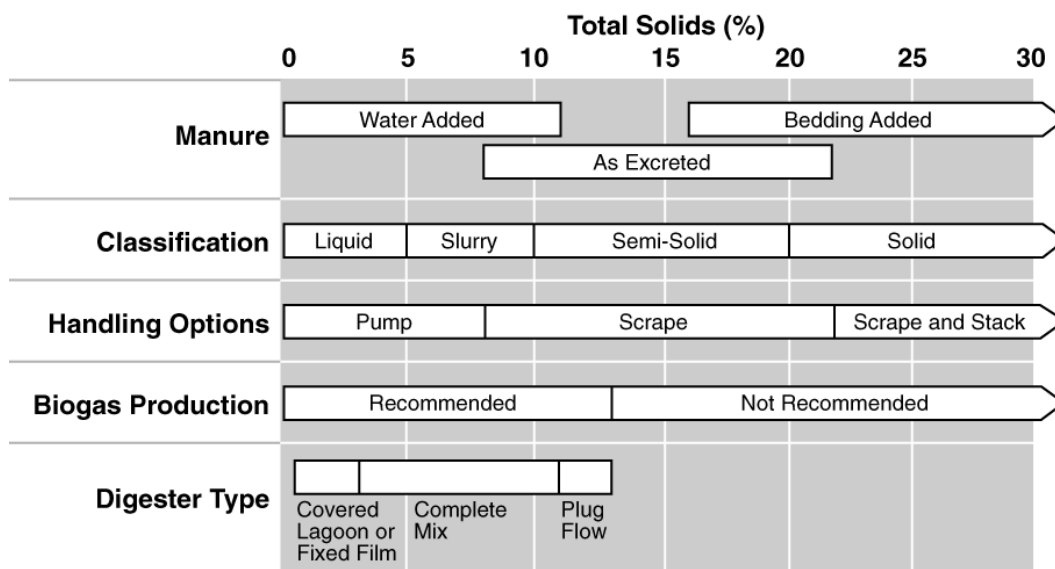 Total Solids (%)
0 5 10 15 20 25 30
Manure
Water Added
Bedding Added
As Excreted
Classification
Liquid
Slurry
Semi-Solid
Solid
Handling Options
Pump
Scrape
Scrape and Stack
Biogas Production
Recommended
Not Recommended
Digester Type
Covered
Lagoon or
Fixed Film
Complete
Mix
Plug
Flow